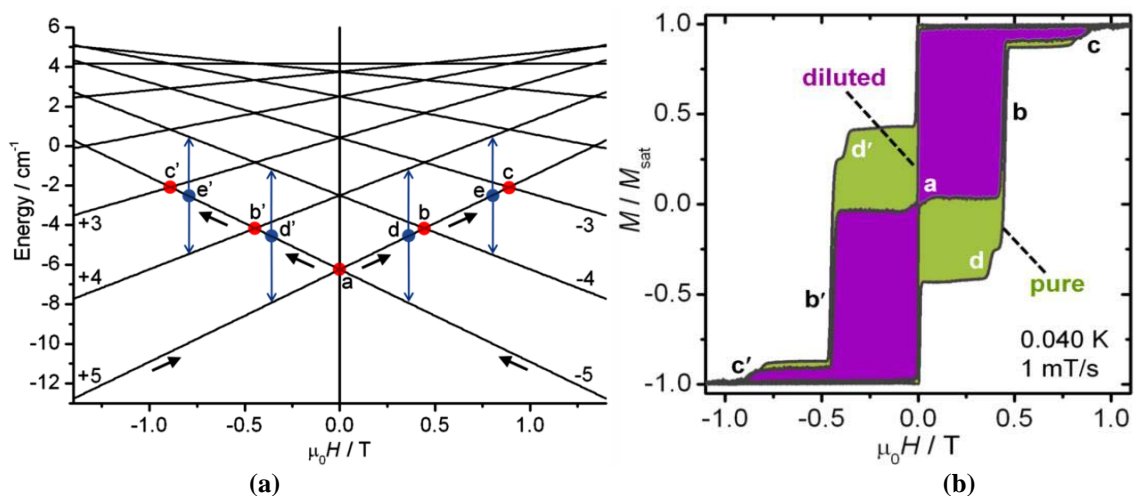 Energy / cm⁻¹
6
4
2
0
-2
-4
-6
-8
-10
-12
c'
e'
b'
d'
a
d
b
e
c
+3
+4
+5
-3
-4
-5
-1.0 -0.5 0.0 0.5 1.0
μ₀H / T
(a)
b
M / M_sat
1.0
0.5
0.0
-0.5
-1.0
c
diluted
b
d'
a
d
pure
b'
c'
0.040 K
1 mT/s
-1.0 -0.5 0.0 0.5 1.0
μ₀H / T
(b)